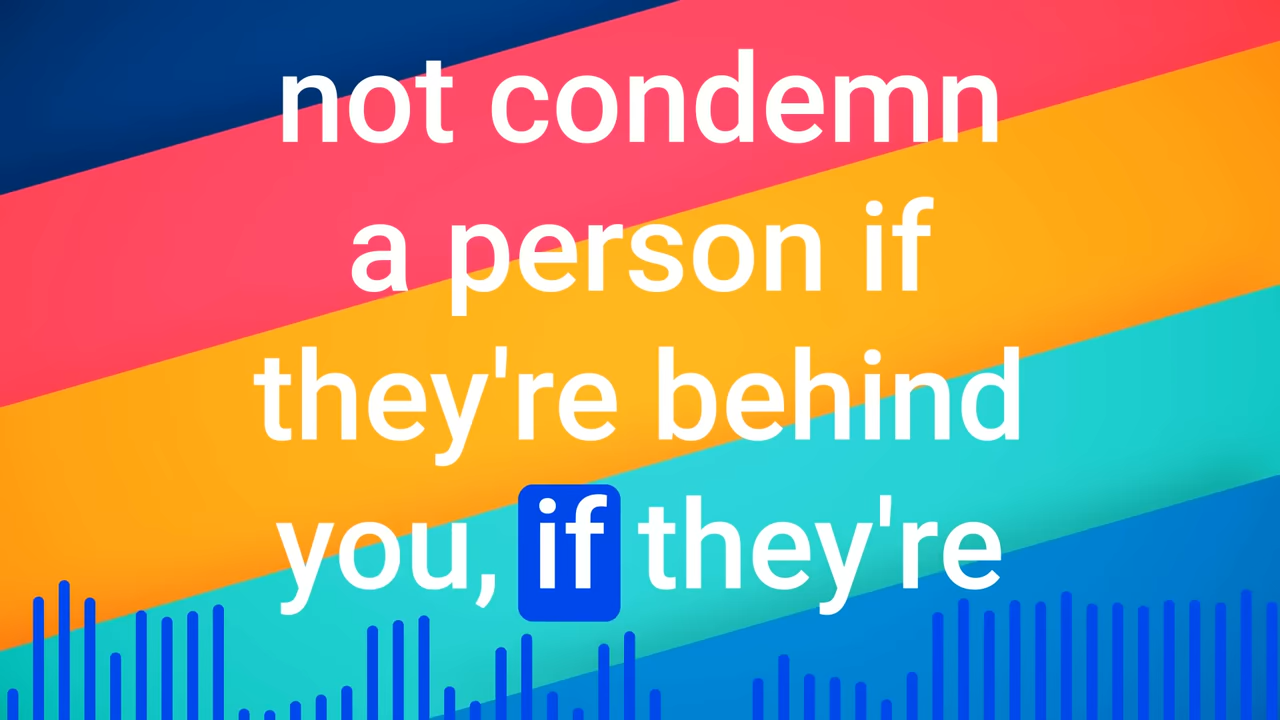 not condemn
a person if
they're behind
you, if they're